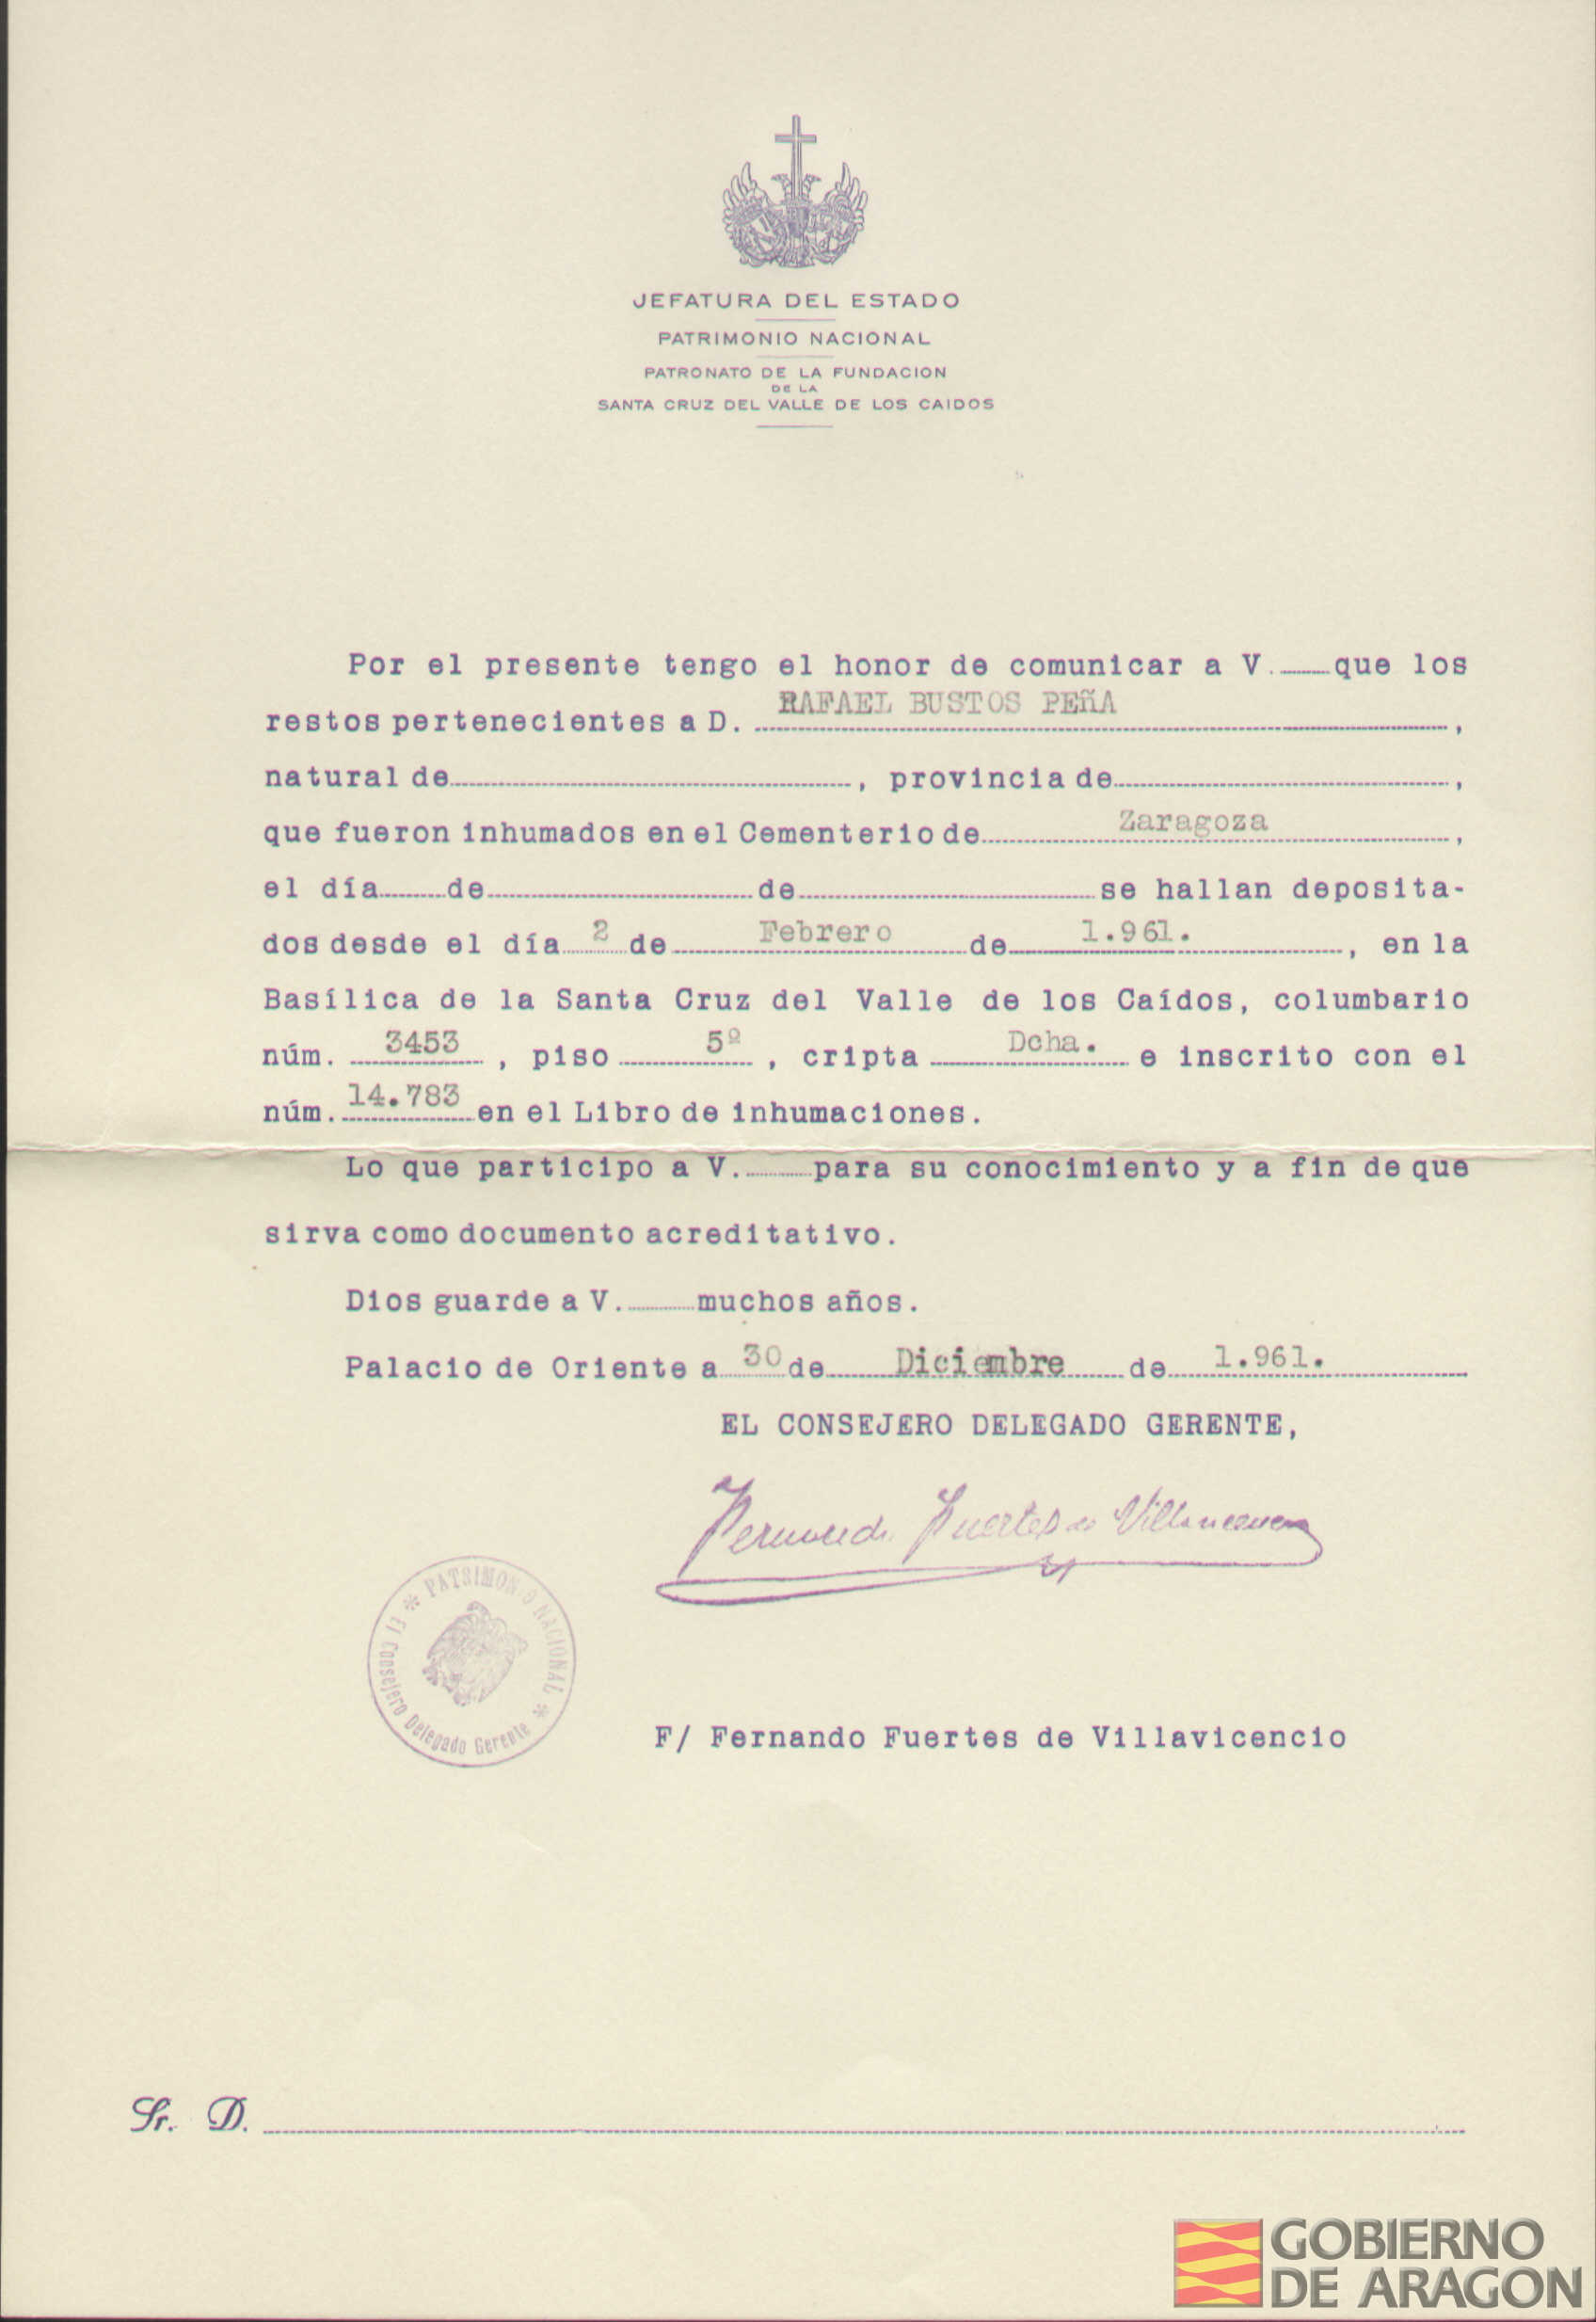 JEFATURA DEL ESTADO
PATRIMONIO NACIONAL
PATRONATO DE LA FUNDACION
DE LA
SANTA CRUZ DEL VALLE DE LOS CAIDOS
Por el presente tengo el honor de comunicar a V. que los
restos pertenecientes a D. RAFAEL BUSTOS PEñA,
natural de , provincia de ,
que fueron inhumados en el Cementerio de Zaragoza,
el día de de se hallan deposita-
dos desde el día 2 de Febrero de 1.961. , en la
Basílica de la Santa Cruz del Valle de los Caídos, columbario
núm. 3453 , piso 5º , cripta Dcha. e inscrito con el
núm. 14.783 en el Libro de inhumaciones.
Lo que participo a V. para su conocimiento y a fin de que
sirva como documento acreditativo.
Dios guarde a V. muchos años.
Palacio de Oriente a 30 de Diciembre de 1.961.
EL CONSEJERO DELEGADO GERENTE,
Fernando Fuertes de Villavicencio
* PATRIMONIO NACIONAL *
El Consejero Delegado Gerente
F/ Fernando Fuertes de Villavicencio
Sr. D.
GOBIERNO
DE ARAGON